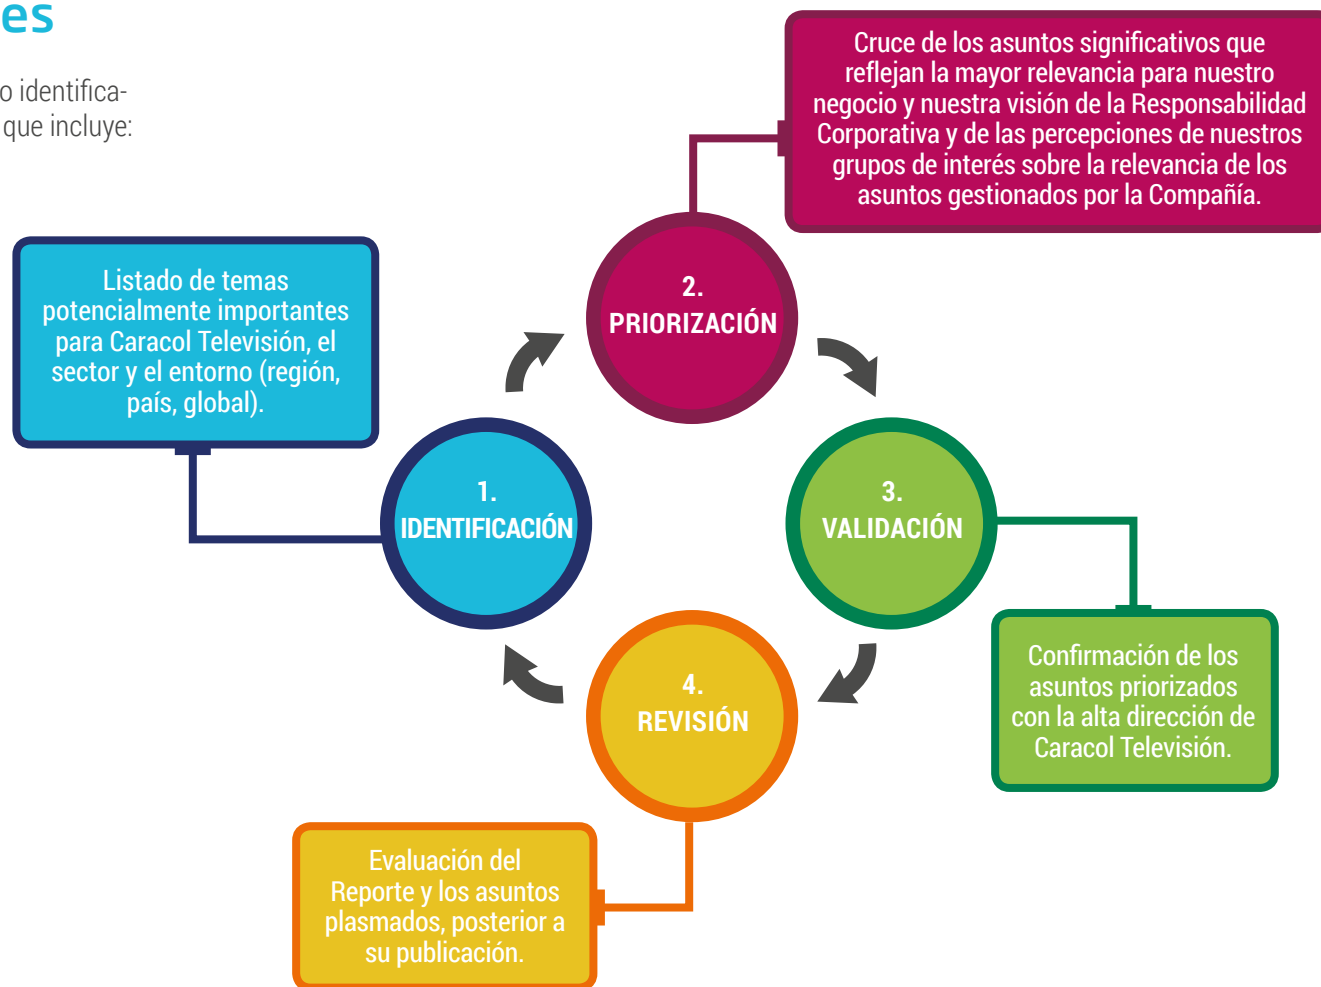 es
o identifica-
que incluye:
Listado de temas
potencialmente importantes
para Caracol Televisión, el
sector y el entorno (región,
país, global).
1.
IDENTIFICACIÓN
Cruce de los asuntos significativos que
reflejan la mayor relevancia para nuestro
negocio y nuestra visión de la Responsabilidad
Corporativa y de las percepciones de nuestros
grupos de interés sobre la relevancia de los
asuntos gestionados por la Compañía.
2.
PRIORIZACIÓN
3.
VALIDACIÓN
Confirmación de los
asuntos priorizados
con la alta dirección de
Caracol Televisión.
4.
REVISIÓN
Evaluación del
Reporte y los asuntos
plasmados, posterior a
su publicación.